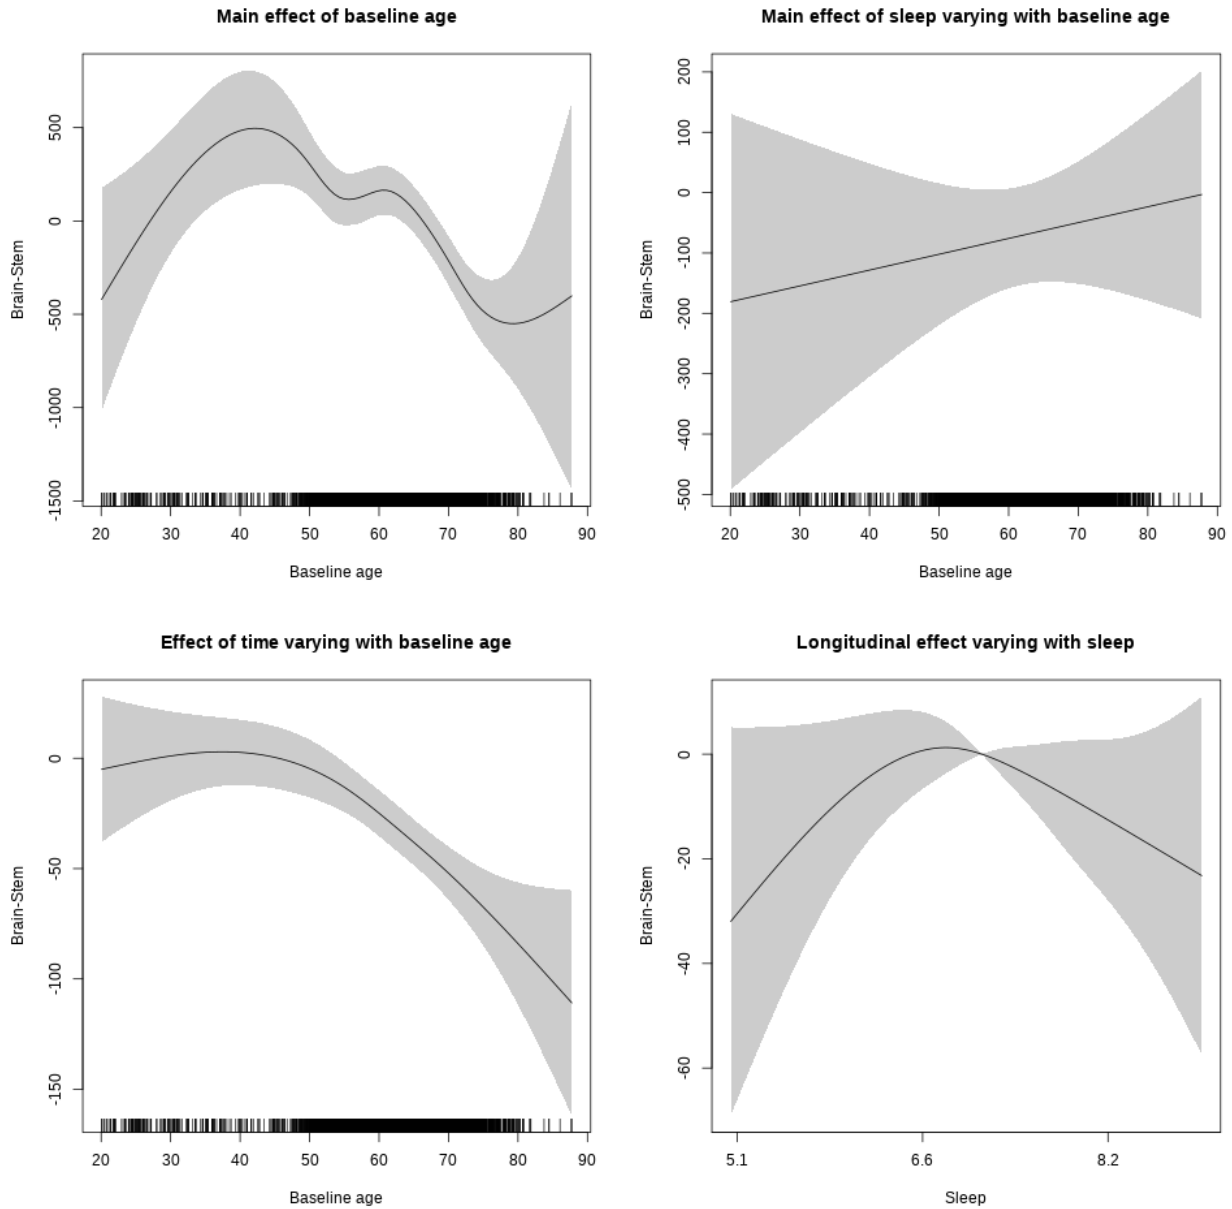 Main effect of baseline age
500
0
-500
-1000
-1500
Brain-Stem
20 30 40 50 60 70 80 90
Baseline age
Main effect of sleep varying with baseline age
200
100
0
-100
-200
-300
-400
-500
Brain-Stem
20 30 40 50 60 70 80 90
Baseline age
Effect of time varying with baseline age
0
-50
-100
-150
Brain-Stem
20 30 40 50 60 70 80 90
Baseline age
Longitudinal effect varying with sleep
0
-20
-40
-60
Brain-Stem
5.1 6.6 8.2
Sleep